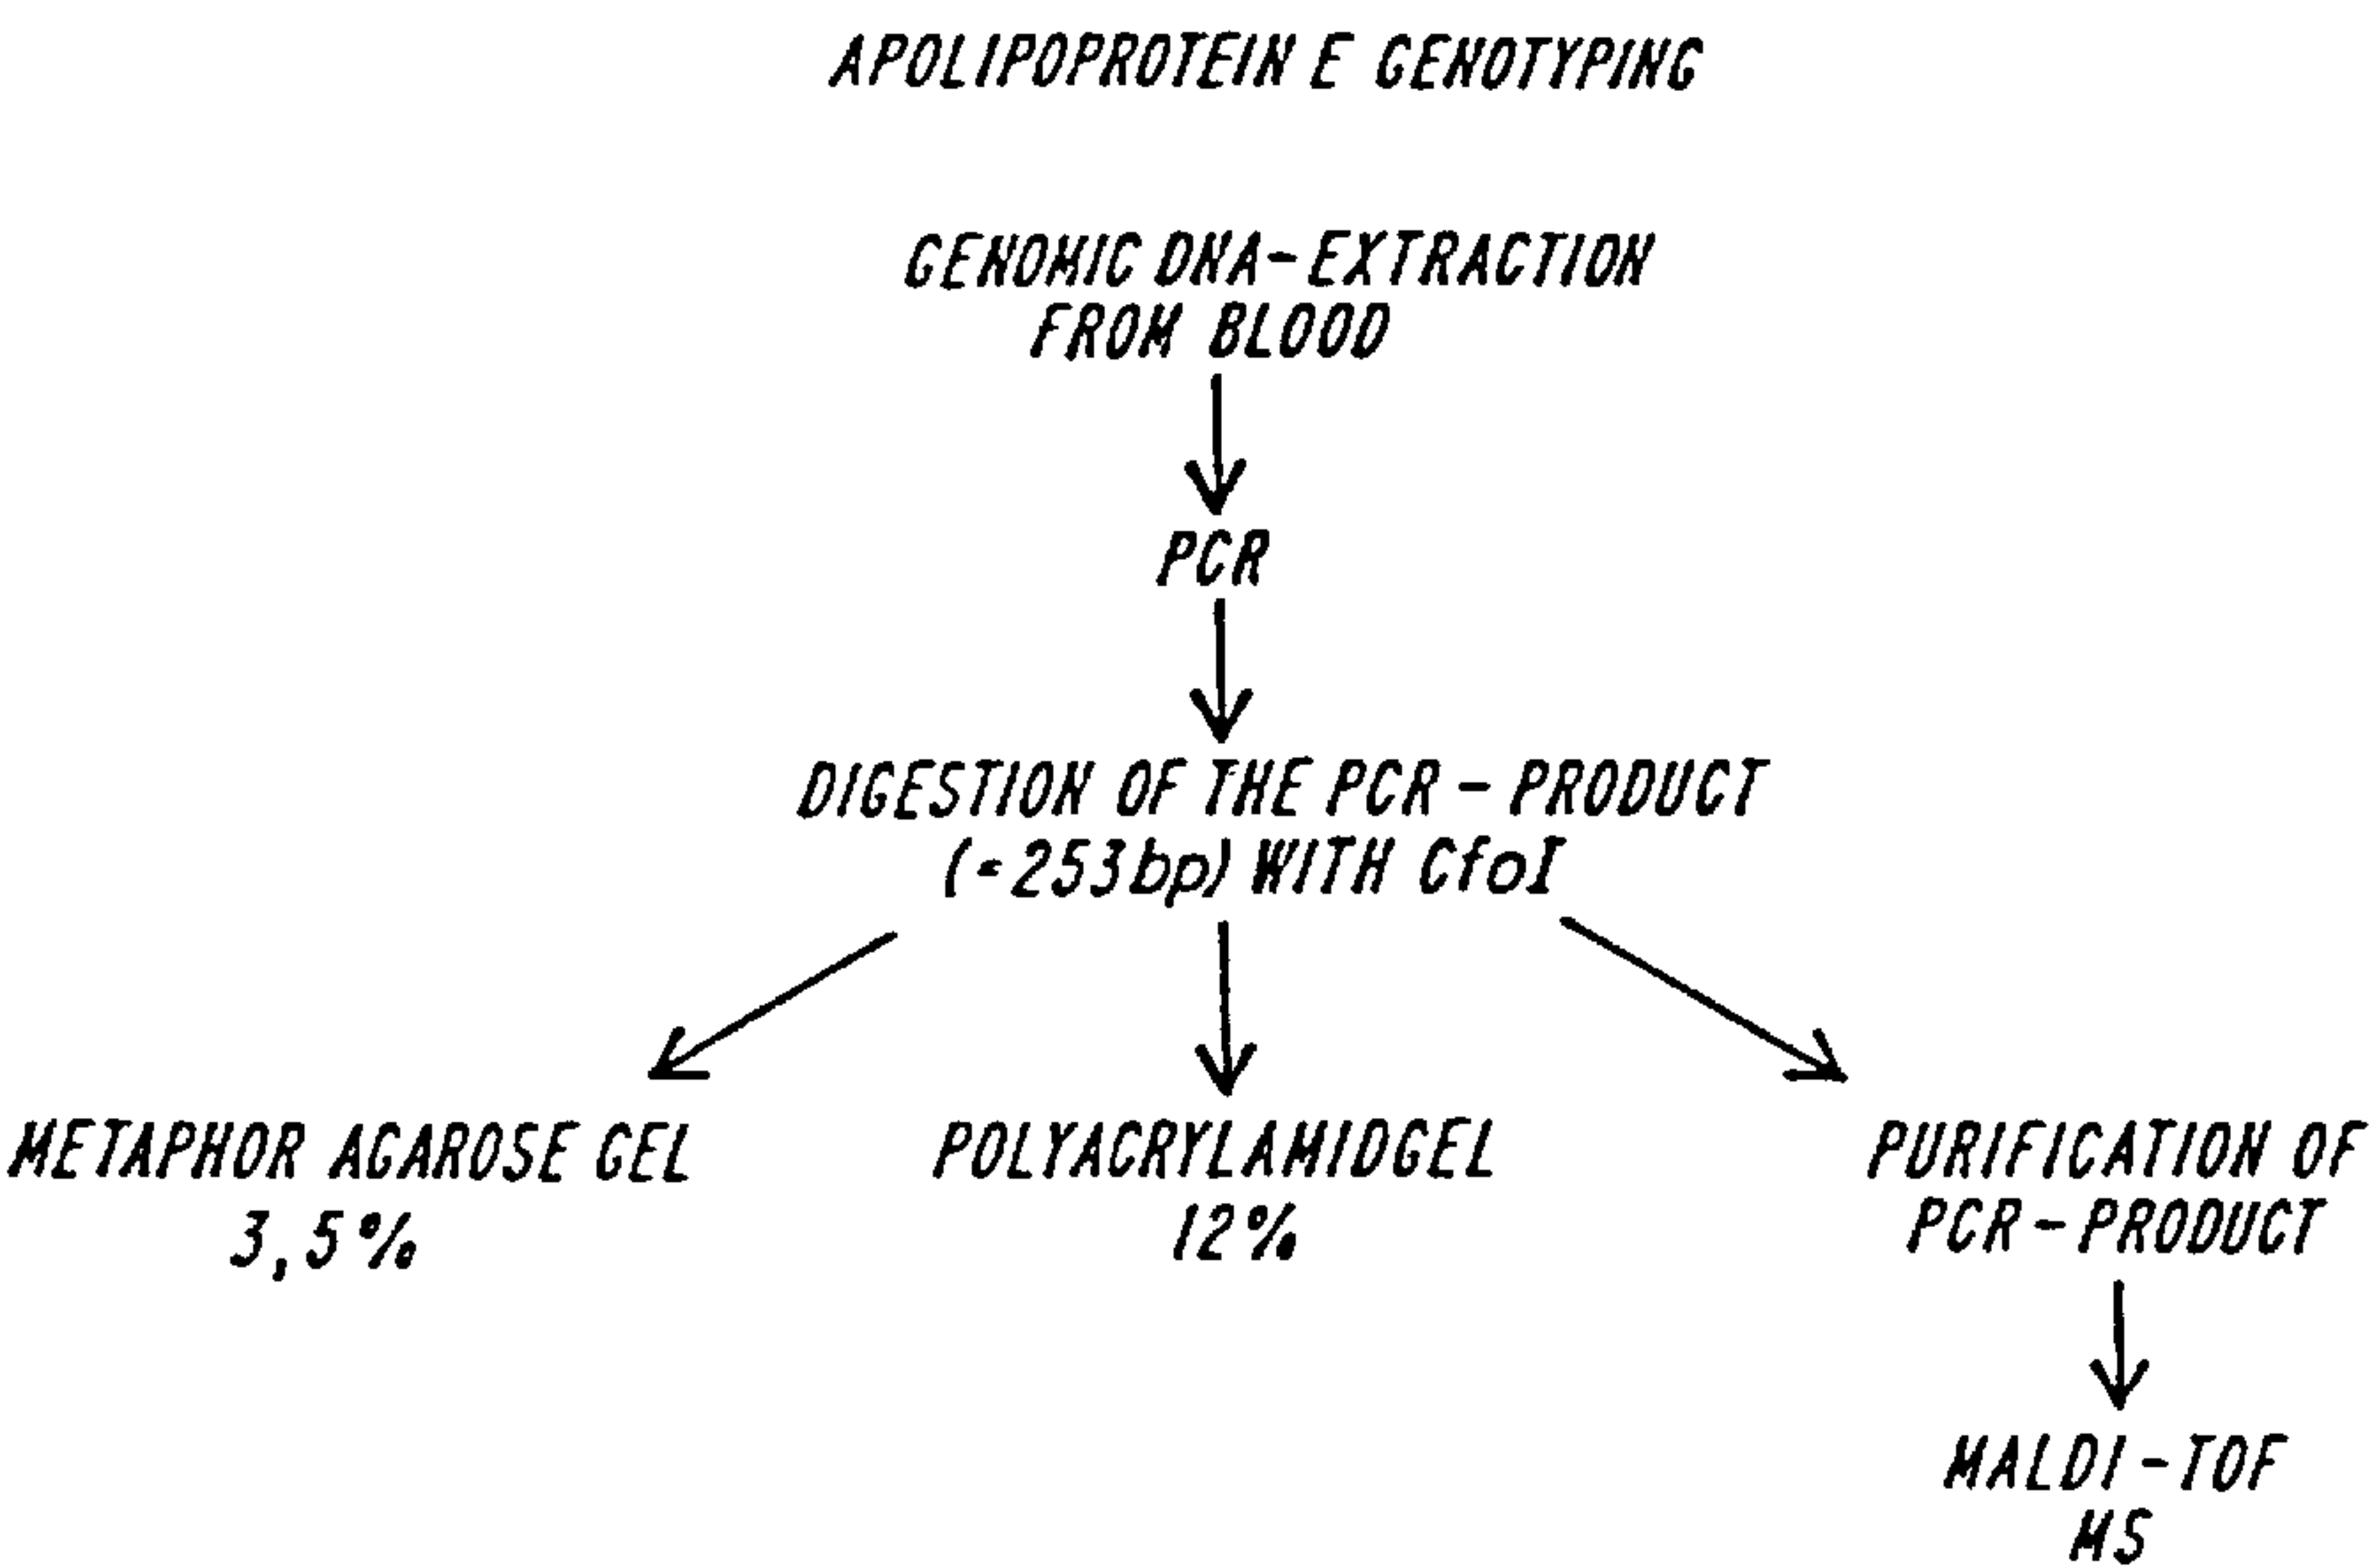 APOLIPOPROTEIN E GENOTYPING
GENOMIC DNA-EXTRACTION
FROM BLOOD
PCR
DIGESTION OF THE PCR-PRODUCT
(-253bp) WITH CfoI
METAPHOR AGAROSE GEL
3,5%
POLYACRYLAMIDGEL
12%
PURIFICATION OF
PCR-PRODUCT
MALDI-TOF
MS